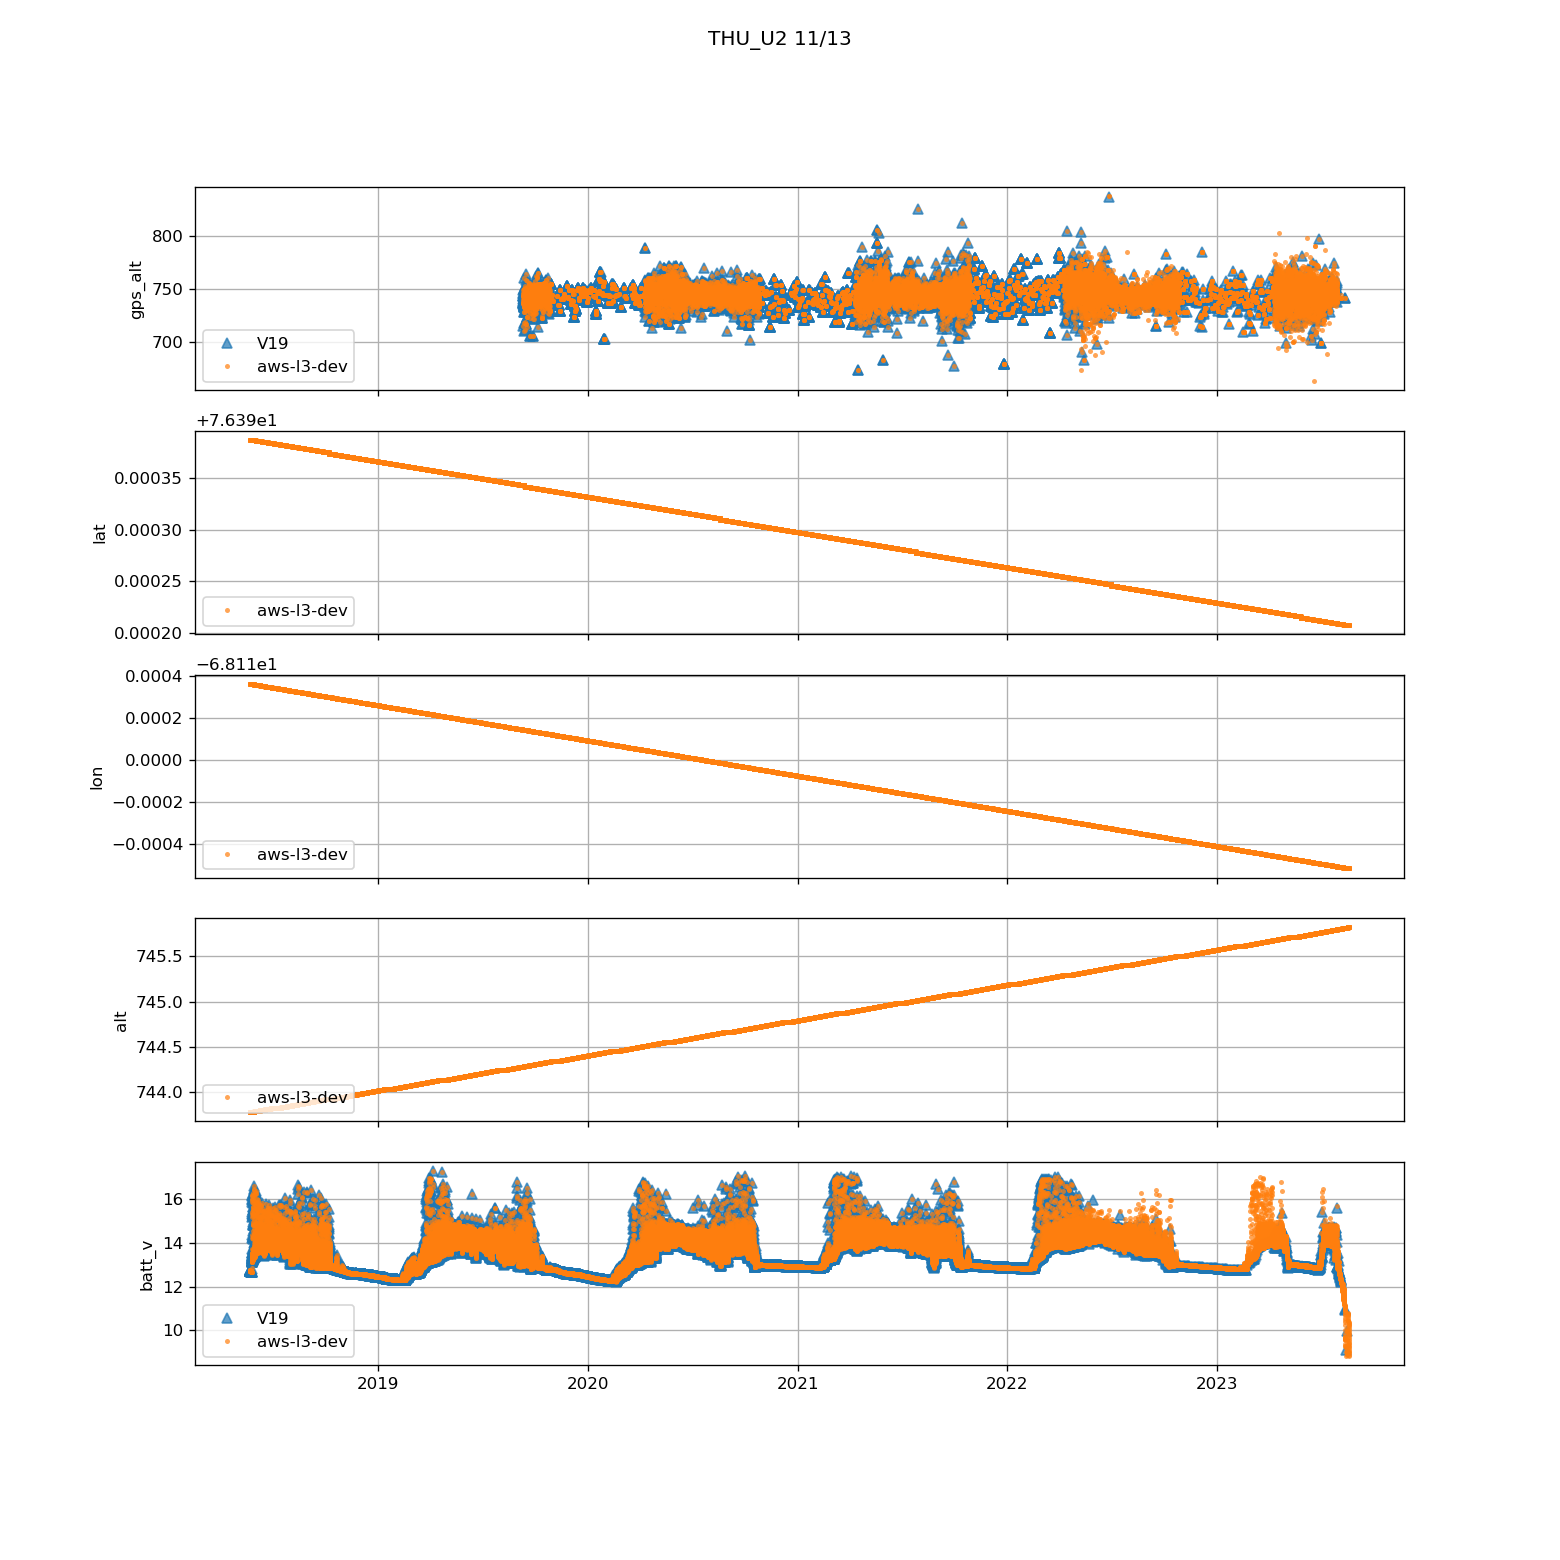 THU_U2 11/13
gps_alt
800
750
700
V19
aws-l3-dev
+7.639e1
lat
0.00035
0.00030
0.00025
0.00020
aws-l3-dev
−6.811e1
lon
0.0004
0.0002
0.0000
−0.0002
−0.0004
aws-l3-dev
alt
745.5
745.0
744.5
744.0
aws-l3-dev
batt_v
16
14
12
10
V19
aws-l3-dev
2019 2020 2021 2022 2023